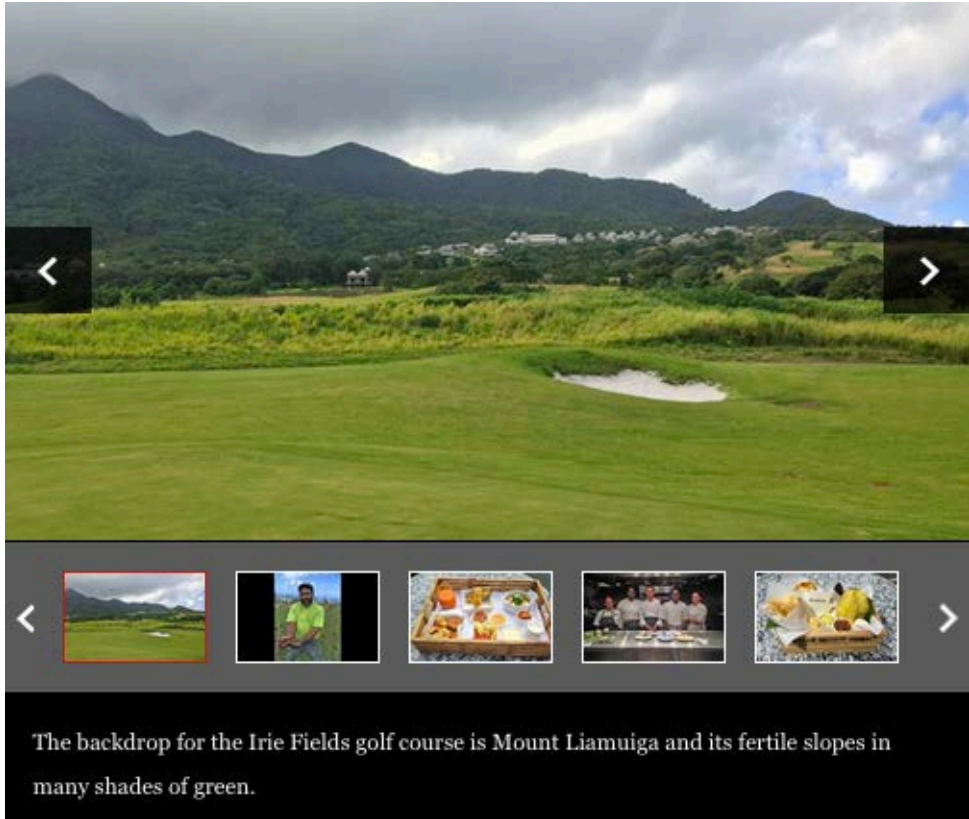 The backdrop for the Irie Fields golf course is Mount Liamuiga and its fertile slopes in
many shades of green.